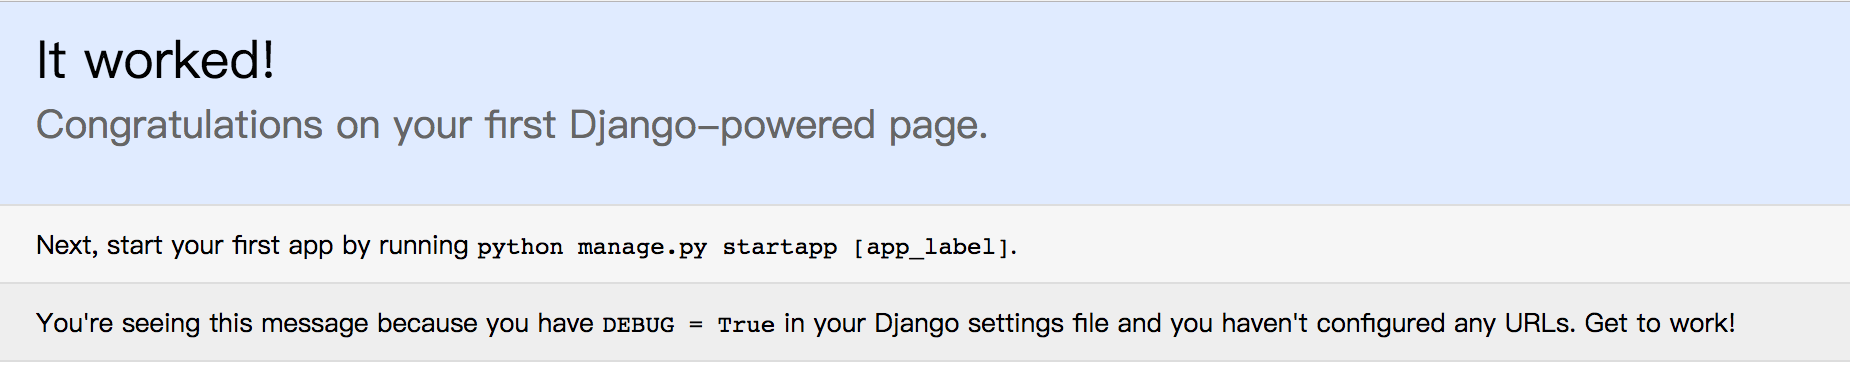 It worked!
Congratulations on your first Django-powered page.
Next, start your first app by running python manage.py startapp [app_label].
You're seeing this message because you have DEBUG = True in your Django settings file and you haven't configured any URLs. Get to work!